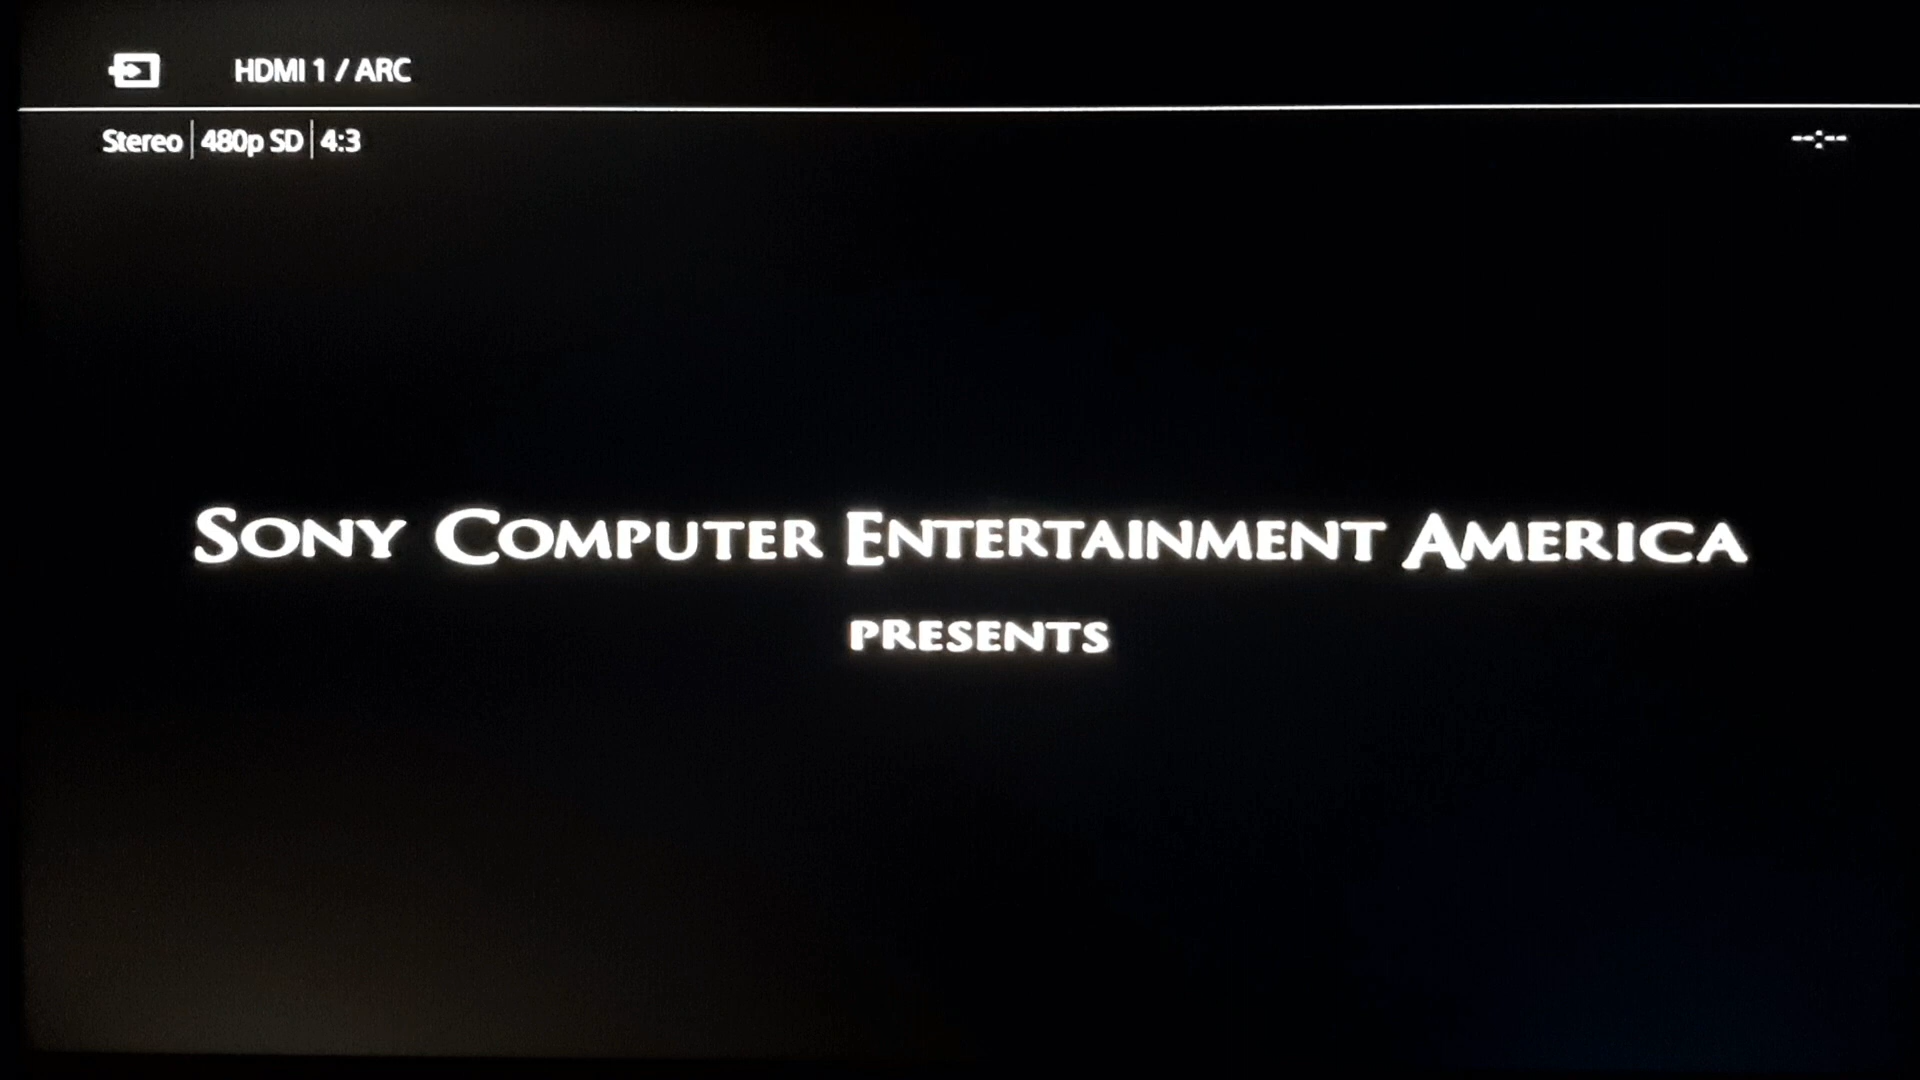 HDMI 1 / ARC
Stereo 480p SD 4:3 --:--
SONY COMPUTER ENTERTAINMENT AMERICA
PRESENTS